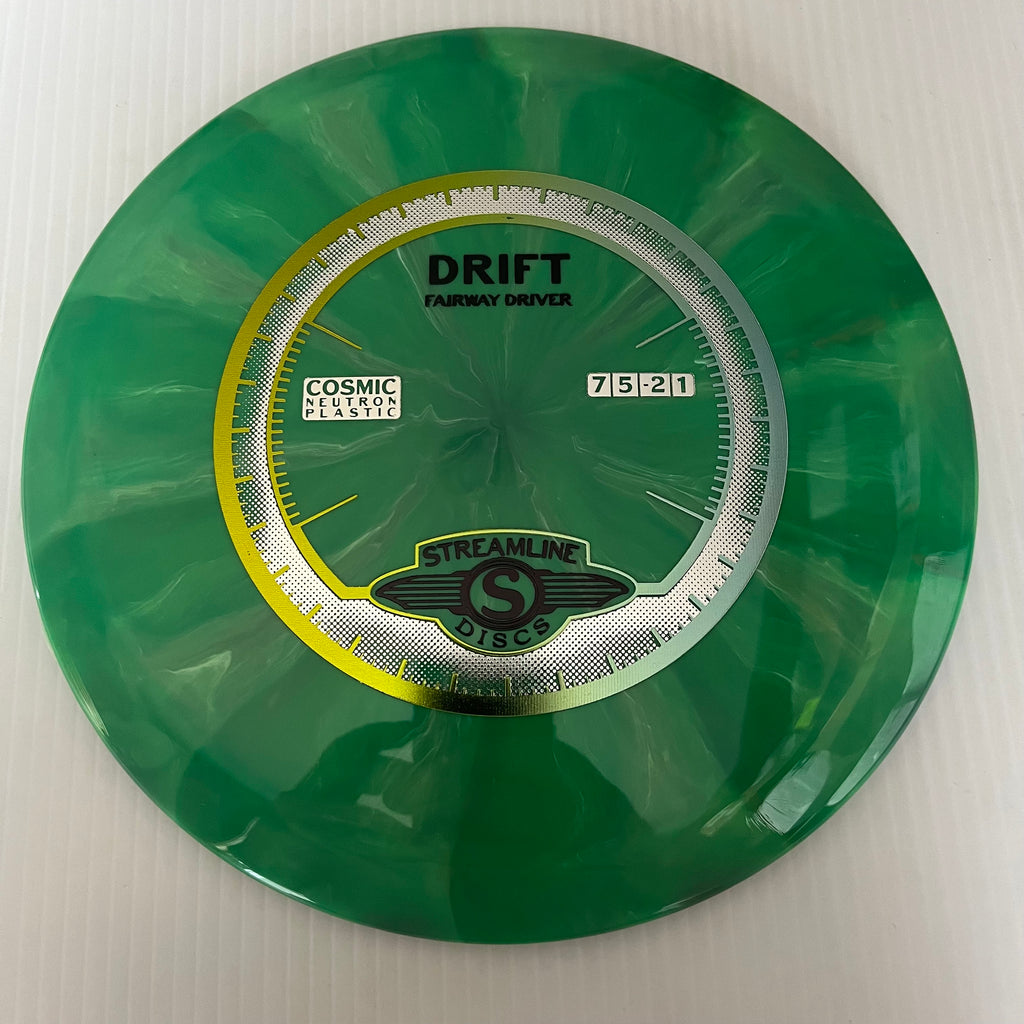 DRIFT
FAIRWAY DRIVER
COSMIC
NEUTRON
PLASTIC
7 5 -2 1
STREAMLINE
S
DISCS